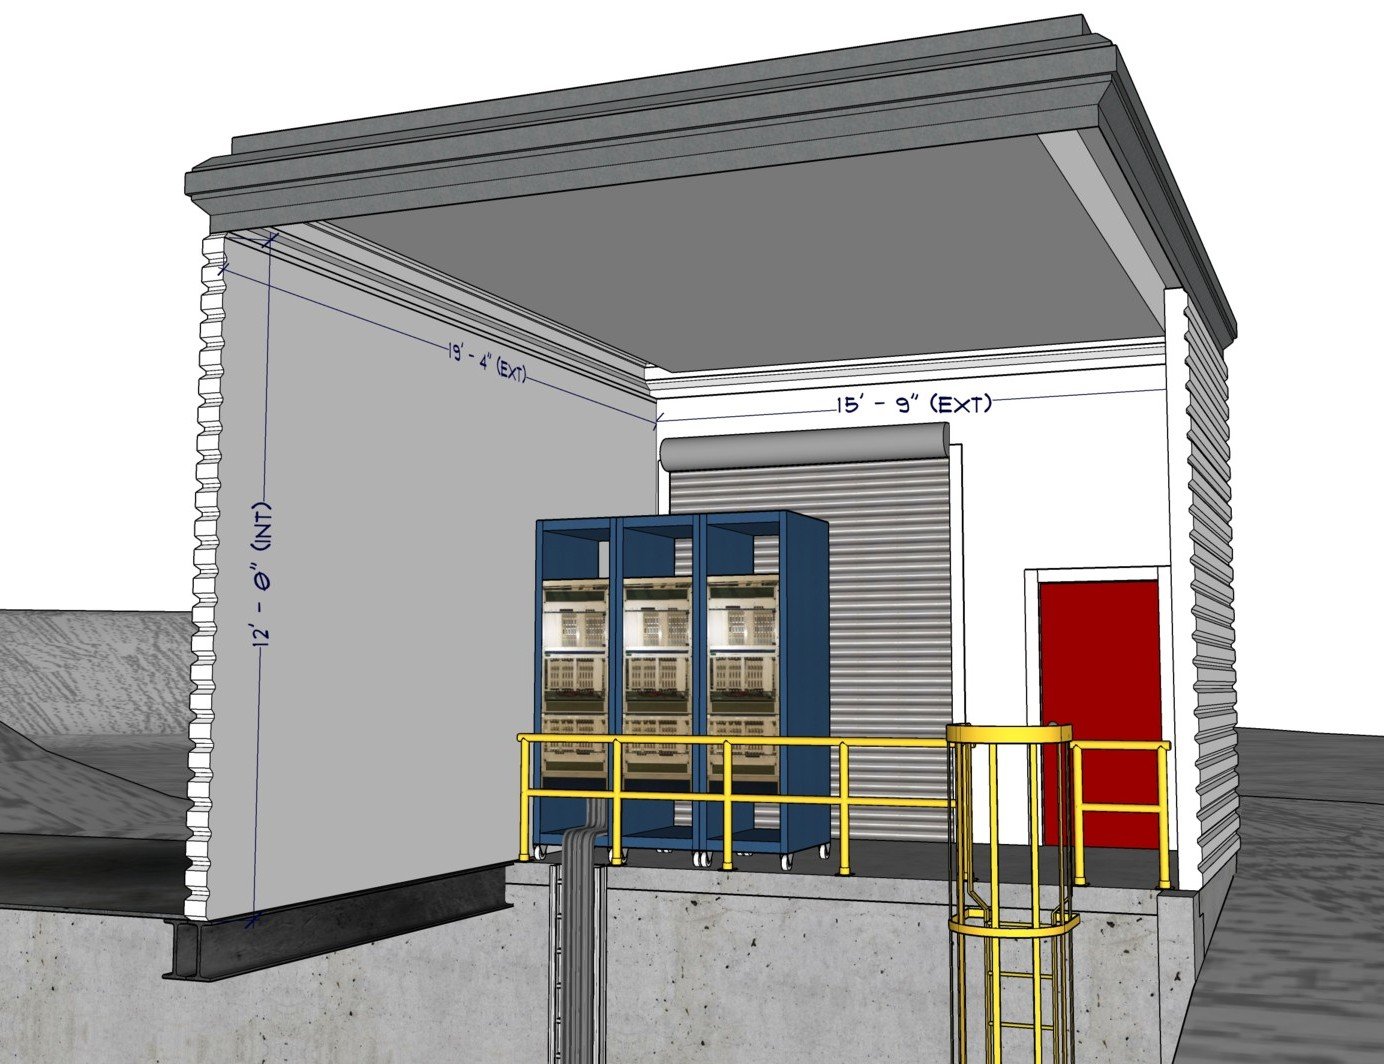 19' - 4" (EXT)
15' - 9" (EXT)
12' - 0" (INT)